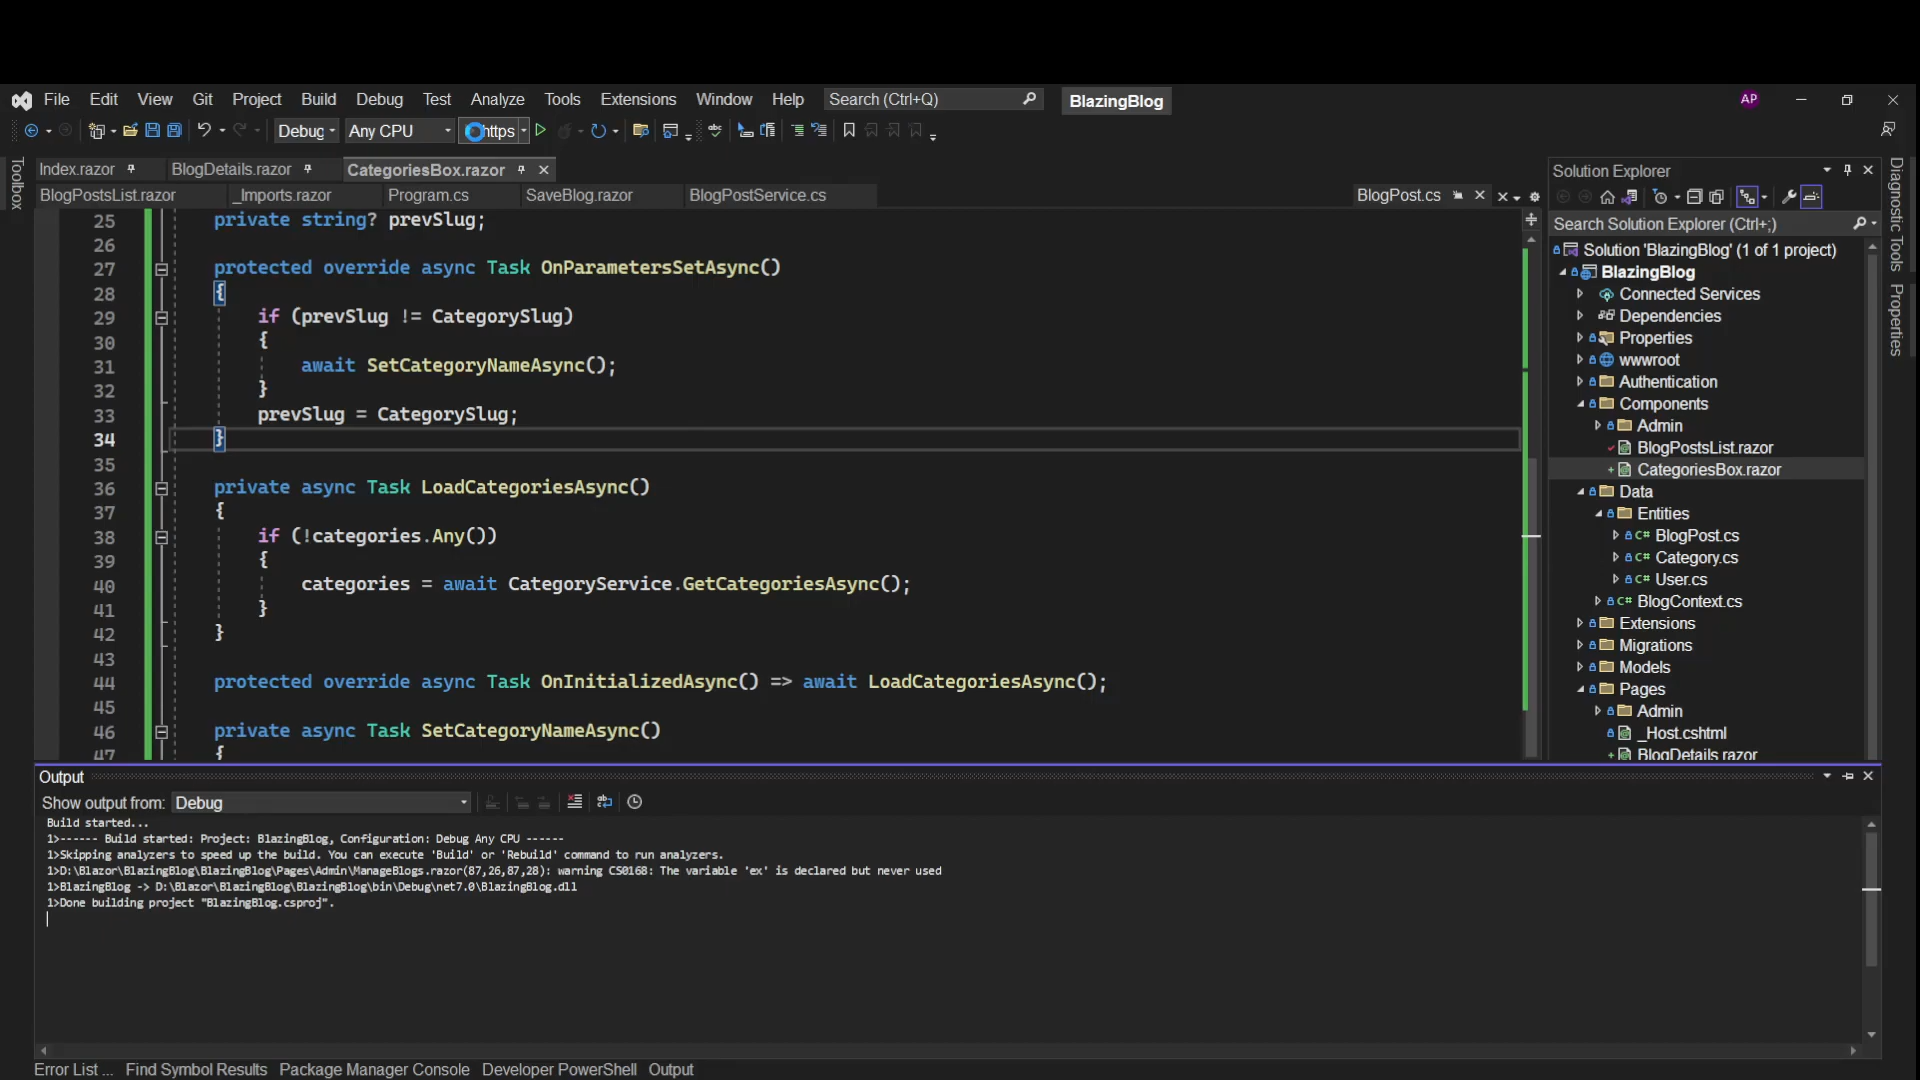 File Edit View Git Project Build Debug Test Analyze Tools Extensions Window Help Search (Ctrl+Q) BlazingBlog AP
Debug Any CPU https
Index.razor BlogDetails.razor CategoriesBox.razor
BlogPostsList.razor _Imports.razor Program.cs SaveBlog.razor BlogPostService.cs BlogPost.cs
Toolbox
25 private string? prevSlug;
26
27 protected override async Task OnParametersSetAsync()
28 {
29 if (prevSlug != CategorySlug)
30 {
31 await SetCategoryNameAsync();
32 }
33 prevSlug = CategorySlug;
34 }
35
36 private async Task LoadCategoriesAsync()
37 {
38 if (!categories.Any())
39 {
40 categories = await CategoryService.GetCategoriesAsync();
41 }
42 }
43
44 protected override async Task OnInitializedAsync() => await LoadCategoriesAsync();
45
46 private async Task SetCategoryNameAsync()
47 {
Solution Explorer
Search Solution Explorer (Ctrl+;)
Solution 'BlazingBlog' (1 of 1 project)
BlazingBlog
Connected Services
Dependencies
Properties
wwwroot
Authentication
Components
Admin
BlogPostsList.razor
CategoriesBox.razor
Data
Entities
BlogPost.cs
Category.cs
User.cs
BlogContext.cs
Extensions
Migrations
Models
Pages
Admin
_Host.cshtml
BlogDetails.razor
Diagnostic Tools
Properties
Output
Show output from: Debug
Build started...
1>------ Build started: Project: BlazingBlog, Configuration: Debug Any CPU ------
1>Skipping analyzers to speed up the build. You can execute 'Build' or 'Rebuild' command to run analyzers.
1>D:\Blazor\BlazingBlog\BlazingBlog\Pages\Admin\ManageBlogs.razor(87,26,87,28): warning CS0168: The variable 'ex' is declared but never used
1>BlazingBlog -> D:\Blazor\BlazingBlog\BlazingBlog\bin\Debug\net7.0\BlazingBlog.dll
1>Done building project "BlazingBlog.csproj".
Error List ... Find Symbol Results Package Manager Console Developer PowerShell Output